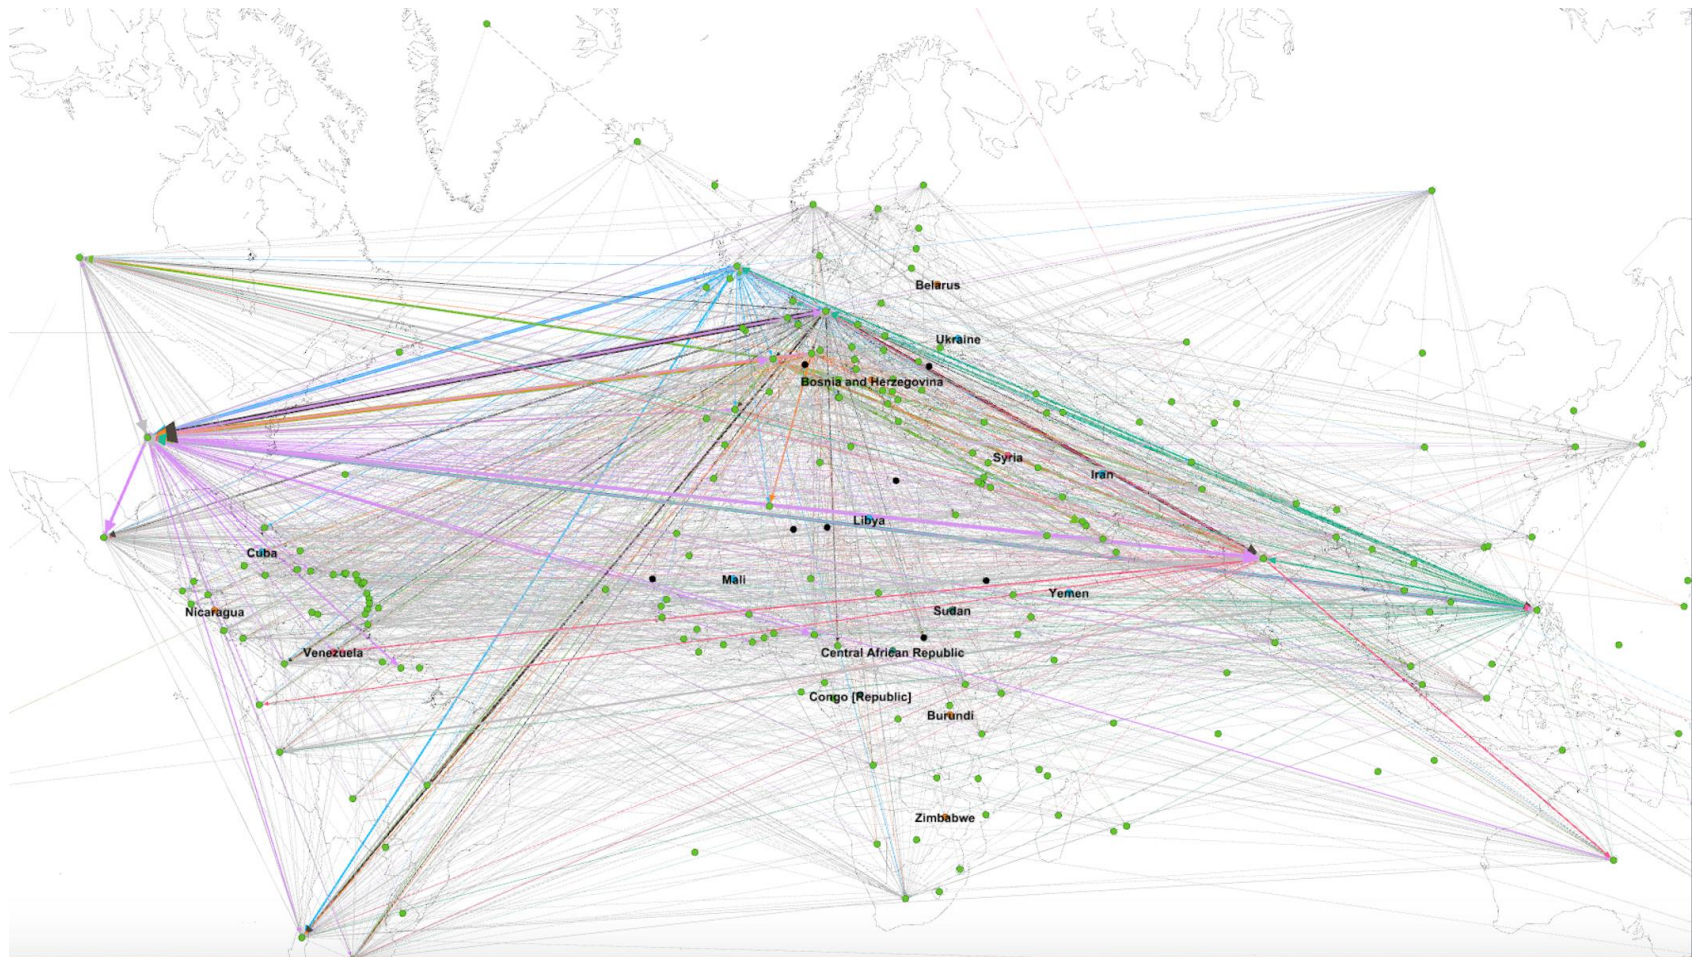 Belarus
Ukraine
Bosnia and Herzegovina
Syria
Iran
Libya
Cuba
Mali
Yemen
Nicaragua
Sudan
Venezuela
Central African Republic
Congo [Republic]
Burundi
Zimbabwe